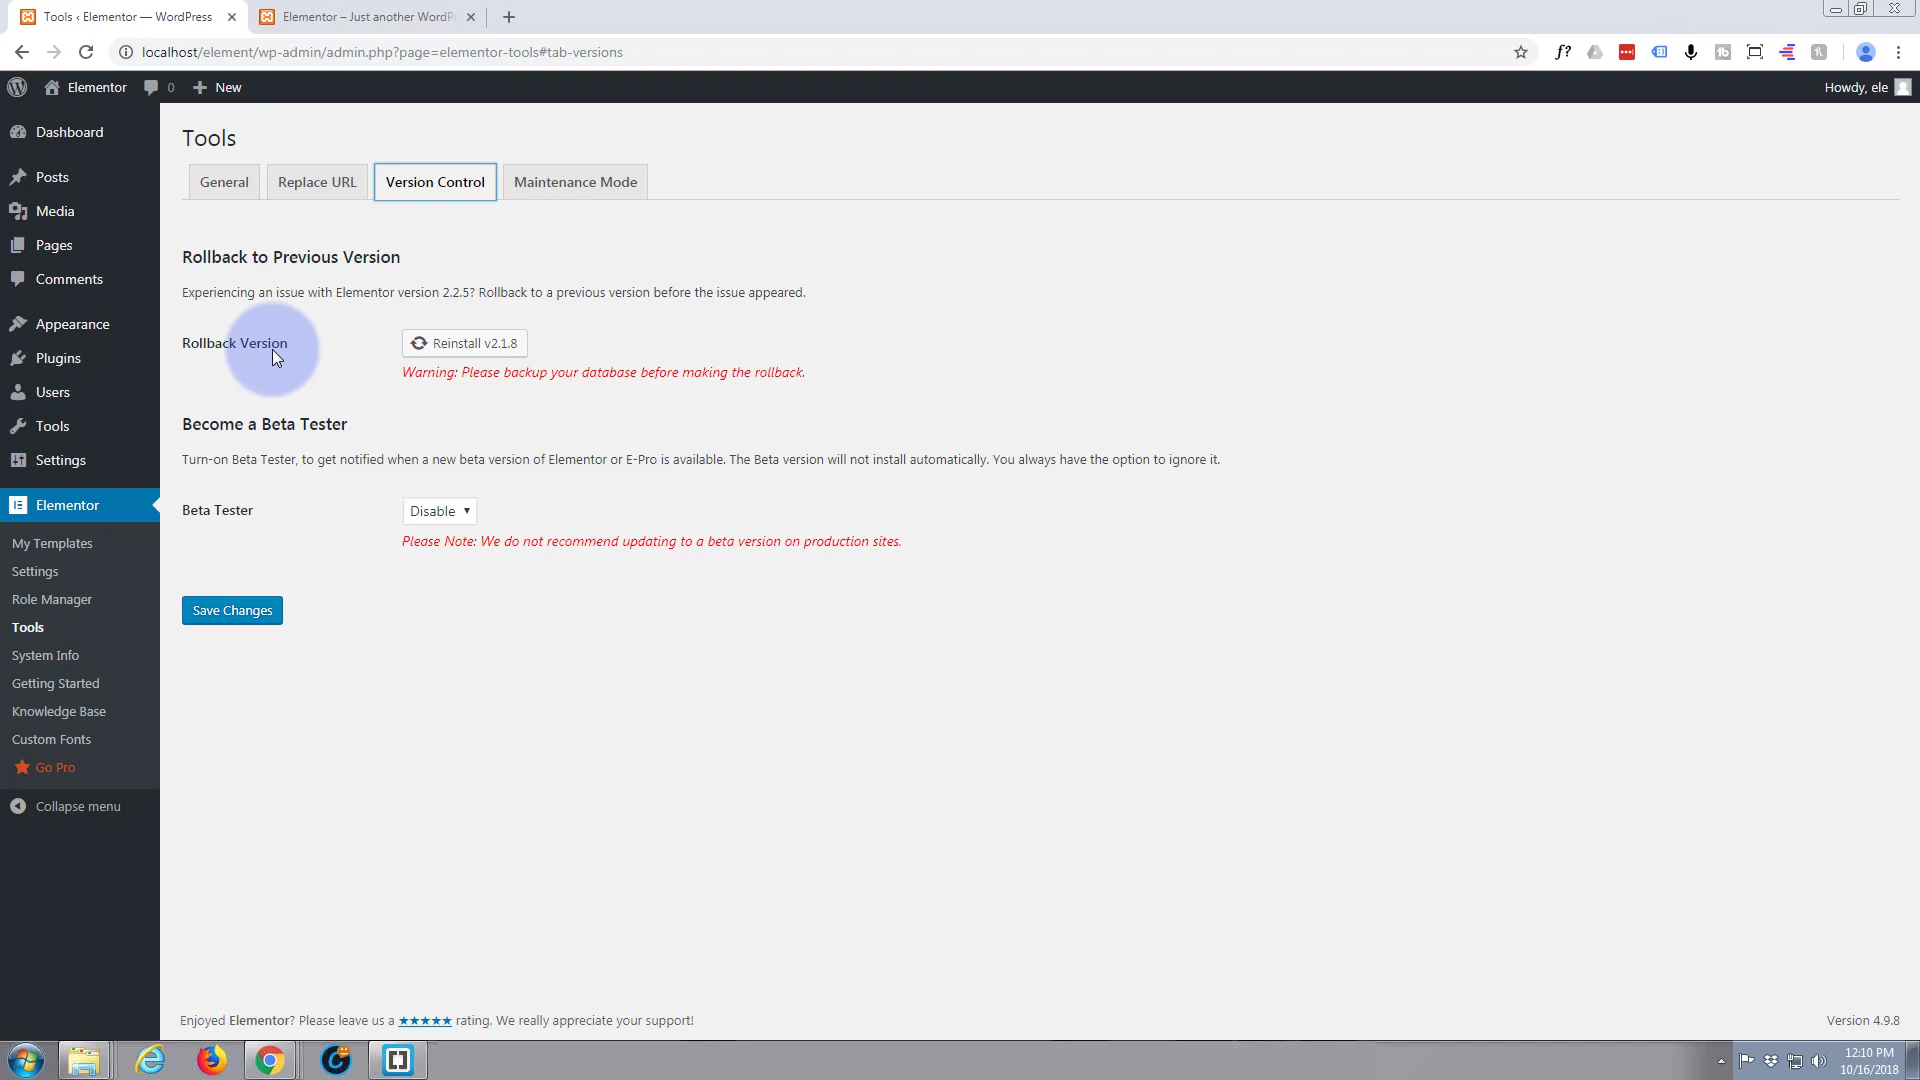 Tools ‹ Elementor — WordPress
Elementor – Just another WordP
localhost/element/wp-admin/admin.php?page=elementor-tools#tab-versions
Elementor
0
New
Howdy, ele
Dashboard
Posts
Media
Pages
Comments
Appearance
Plugins
Users
Tools
Settings
Elementor
My Templates
Settings
Role Manager
Tools
System Info
Getting Started
Knowledge Base
Custom Fonts
Go Pro
Collapse menu
Tools
General
Replace URL
Version Control
Maintenance Mode
Rollback to Previous Version
Experiencing an issue with Elementor version 2.2.5? Rollback to a previous version before the issue appeared.
Rollback Version
Reinstall v2.1.8
Warning: Please backup your database before making the rollback.
Become a Beta Tester
Turn-on Beta Tester, to get notified when a new beta version of Elementor or E-Pro is available. The Beta version will not install automatically. You always have the option to ignore it.
Beta Tester
Disable
Please Note: We do not recommend updating to a beta version on production sites.
Save Changes
Enjoyed Elementor? Please leave us a ★★★★★ rating. We really appreciate your support!
Version 4.9.8
12:10 PM
10/16/2018